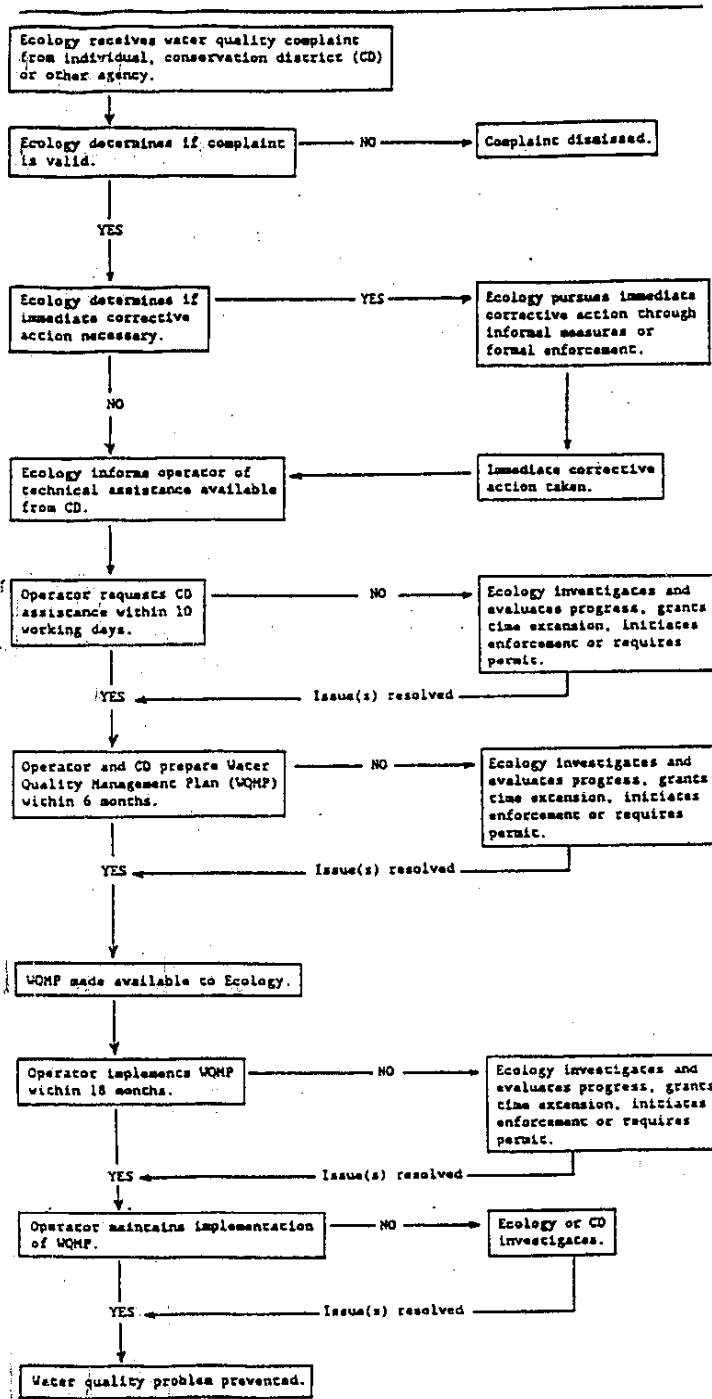 Ecology receives water quality complaint
from individual, conservation district (CD)
or other agency.
Ecology determines if complaint
is valid.
NO
Complaint dismissed.
YES
Ecology determines if
immediate corrective
action necessary.
YES
Ecology pursues immediate
corrective action through
informal measures or
formal enforcement.
NO
Ecology informs operator of
technical assistance available
from CD.
Immediate corrective
action taken.
Operator requests CD
assistance within 10
working days.
NO
Ecology investigates and
evaluates progress, grants
time extension, initiates
enforcement or requires
permit.
YES
Issue(s) resolved
Operator and CD prepare Water
Quality Management Plan (WQMP)
within 6 months.
NO
Ecology investigates and
evaluates progress, grants
time extension, initiates
enforcement or requires
permit.
YES
Issue(s) resolved
WQMP made available to Ecology.
Operator implements WQMP
within 18 months.
NO
Ecology investigates and
evaluates progress, grants
time extension, initiates
enforcement or requires
permit.
YES
Issue(s) resolved
Operator maintains implementation
of WQMP.
NO
Ecology or CD
investigates.
YES
Issue(s) resolved
Water quality problem prevented.